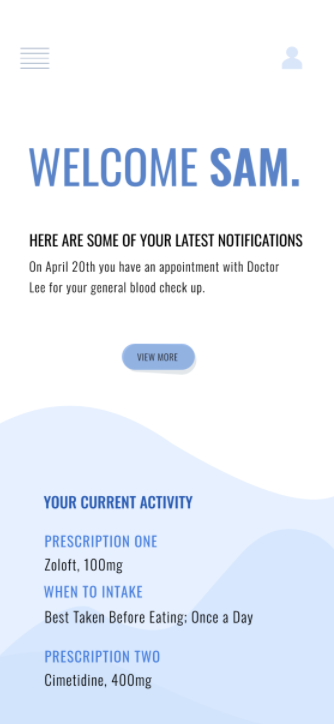 WELCOME SAM.
HERE ARE SOME OF YOUR LATEST NOTIFICATIONS
On April 20th you have an appointment with Doctor
Lee for your general blood check up.
VIEW MORE
YOUR CURRENT ACTIVITY
PRESCRIPTION ONE
Zoloft, 100mg
WHEN TO INTAKE
Best Taken Before Eating; Once a Day
PRESCRIPTION TWO
Cimetidine, 400mg